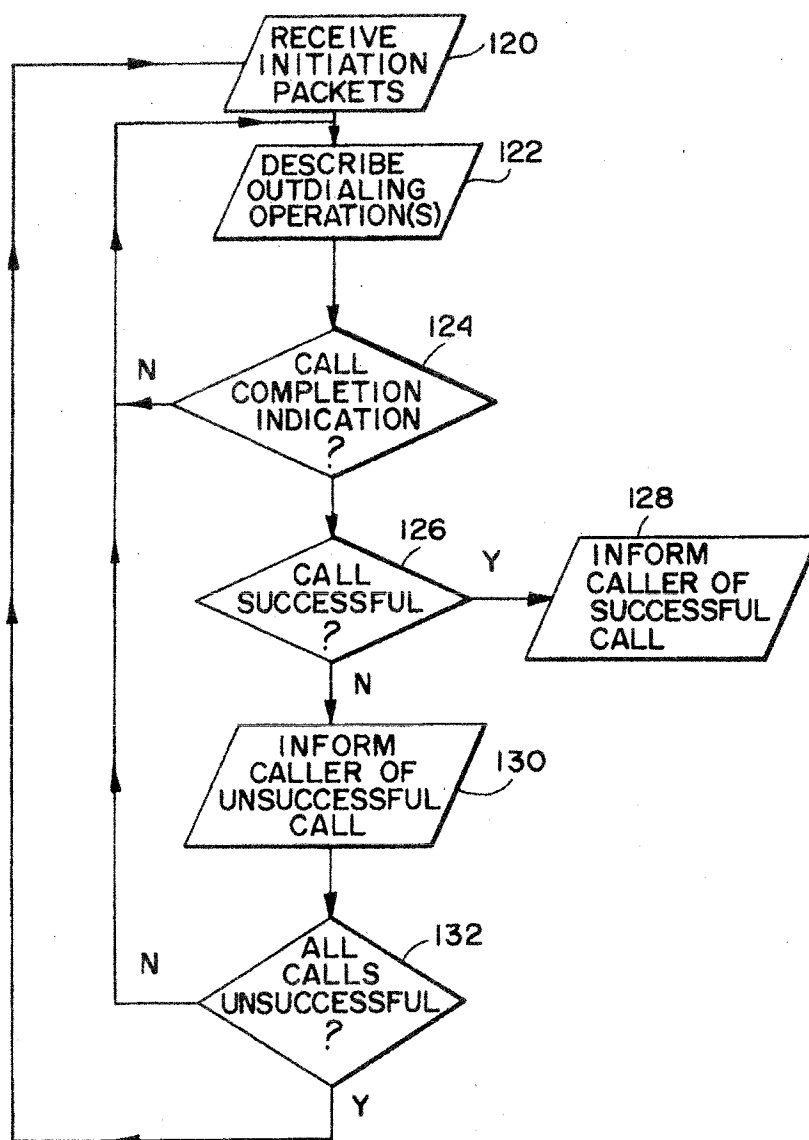 RECEIVE
INITIATION
PACKETS
120
DESCRIBE
OUTDIALING
OPERATION(S)
122
124
N
CALL
COMPLETION
INDICATION
?
126
CALL
SUCCESSFUL
?
Y
128
INFORM
CALLER OF
SUCCESSFUL
CALL
N
INFORM
CALLER OF
UNSUCCESSFUL
CALL
130
132
N
ALL
CALLS
UNSUCCESSFUL
?
Y